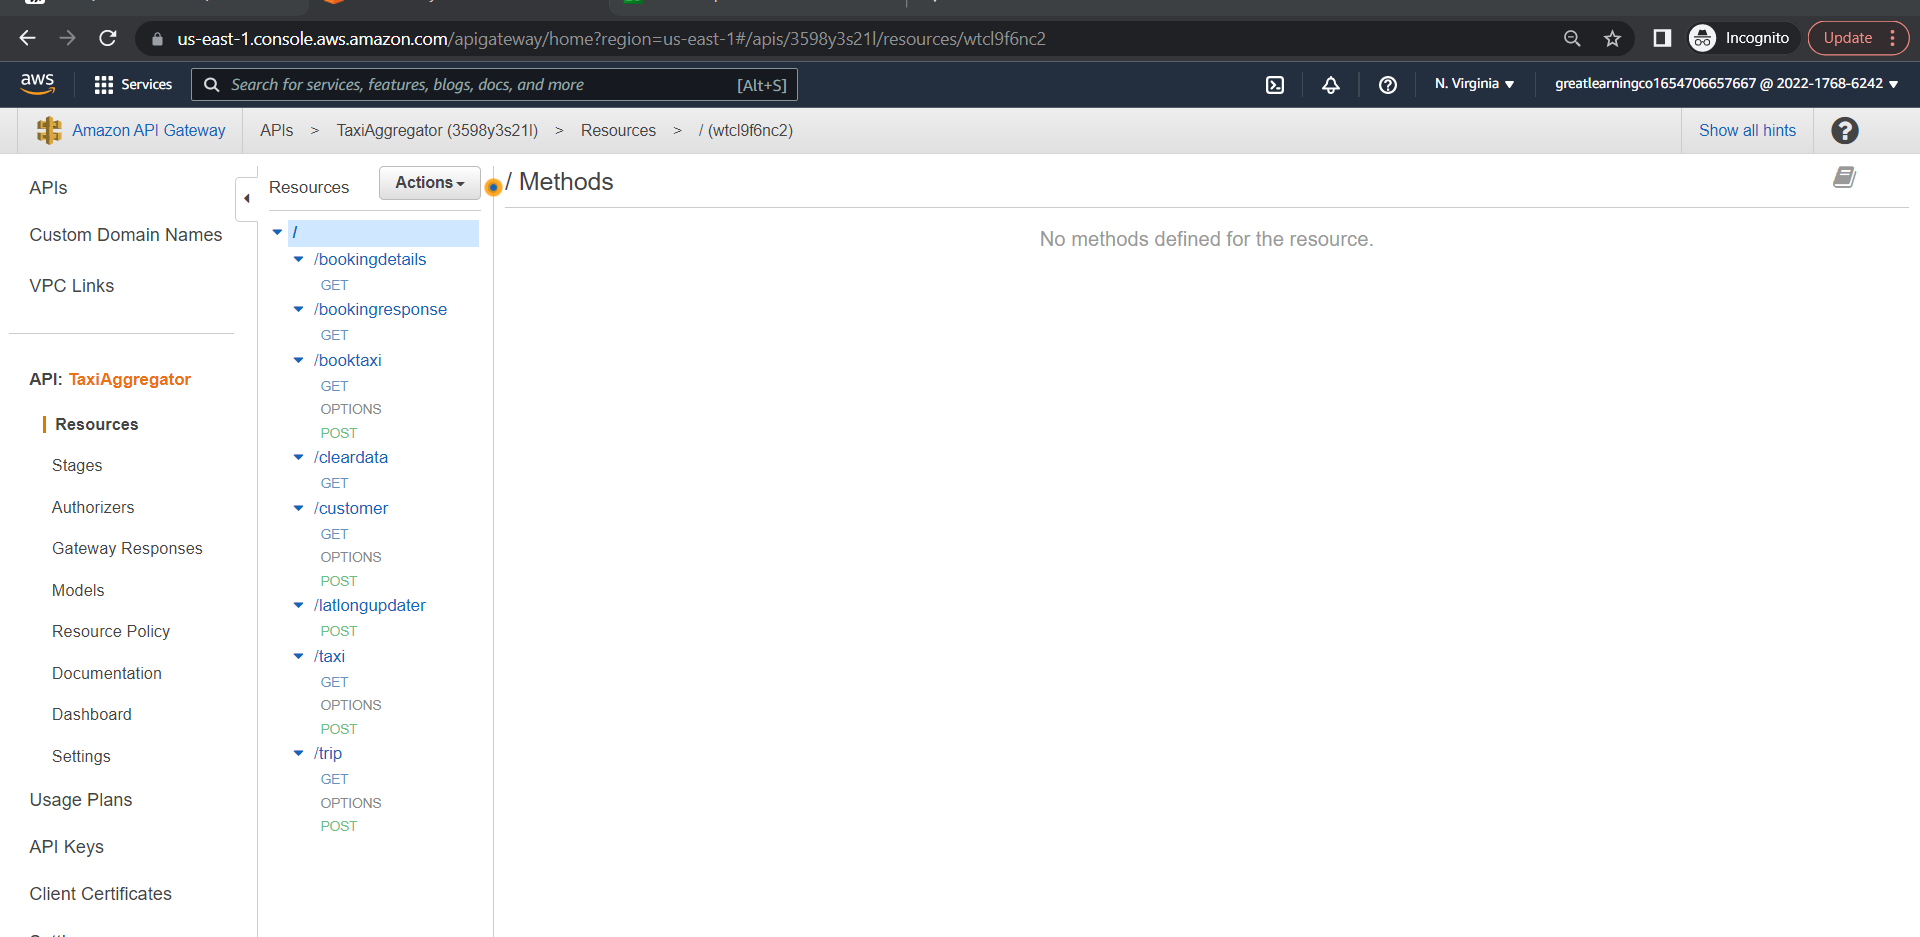 us-east-1.console.aws.amazon.com/apigateway/home?region=us-east-1#/apis/3598y3s21l/resources/wtcl9f6nc2
Incognito
Update
aws
Services
Search for services, features, blogs, docs, and more
[Alt+S]
N. Virginia
greatlearningco1654706657667 @ 2022-1768-6242
Amazon API Gateway
APIs > TaxiAggregator (3598y3s21l) > Resources > / (wtcl9f6nc2)
Show all hints
APIs
Custom Domain Names
VPC Links
API: TaxiAggregator
Resources
Stages
Authorizers
Gateway Responses
Models
Resource Policy
Documentation
Dashboard
Settings
Usage Plans
API Keys
Client Certificates
Resources
Actions
/
/bookingdetails
GET
/bookingresponse
GET
/booktaxi
GET
OPTIONS
POST
/cleardata
GET
/customer
GET
OPTIONS
POST
/latlongupdater
POST
/taxi
GET
OPTIONS
POST
/trip
GET
OPTIONS
POST
/ Methods
No methods defined for the resource.